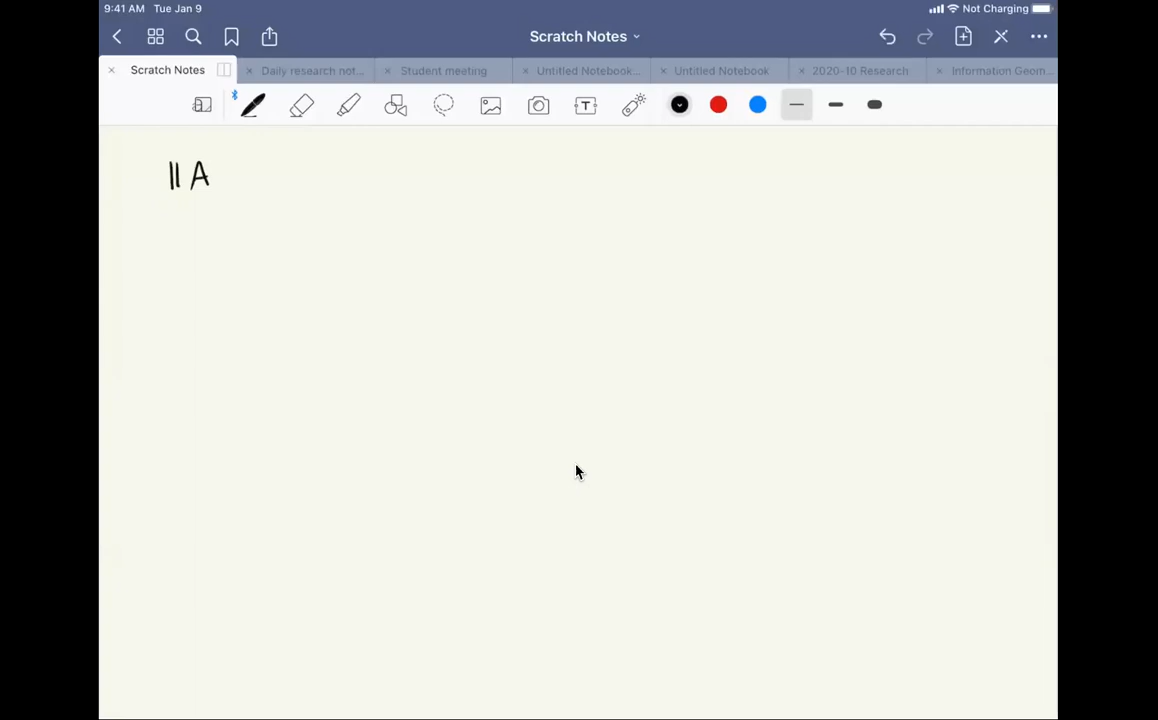 9:41 AM Tue Jan 9 Not Charging
Scratch Notes
Scratch Notes Daily research not... Student meeting Untitled Notebook... Untitled Notebook 2020-10 Research Information Geom...
T
|| A